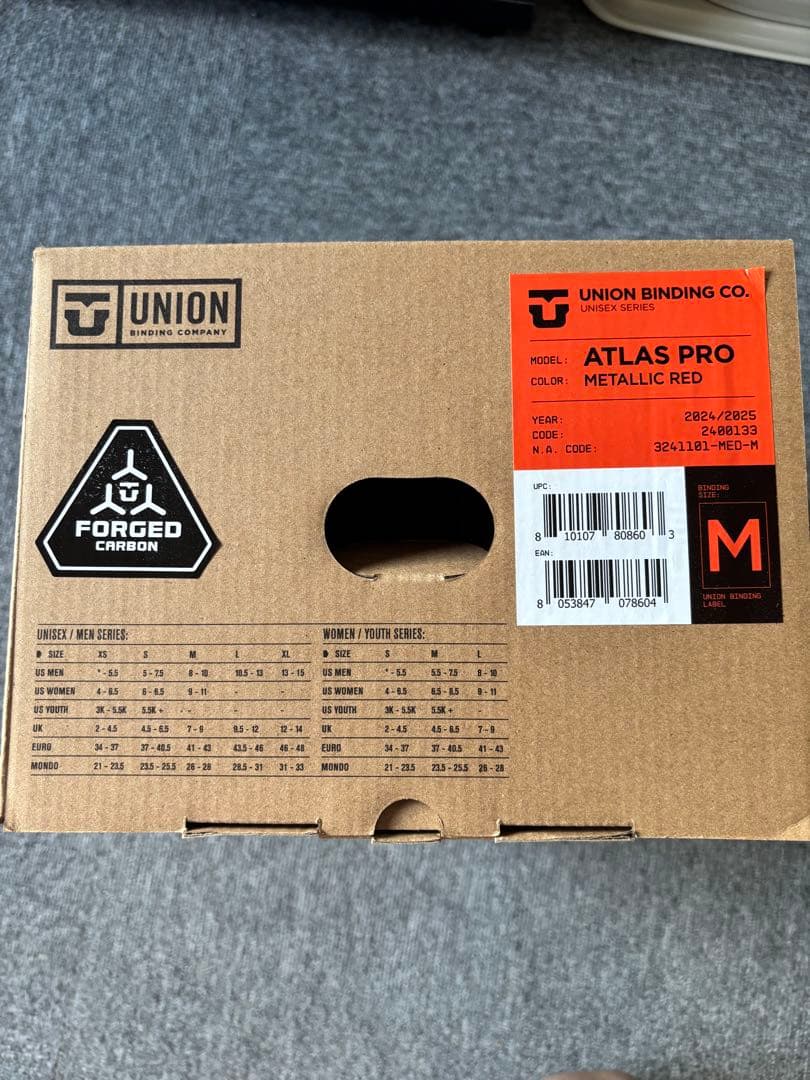 UNION
BINDING COMPANY
FORGED
CARBON
UNION BINDING CO.
UNISEX SERIES
MODEL: ATLAS PRO
COLOR: METALLIC RED
YEAR: 2024/2025
CODE: 2400133
N.A. CODE: 3241101-MED-M
UPC:
8 10107 80860 3
EAN:
8 053847 078604
BINDING
SIZE:
M
UNION BINDING
LABEL
UNISEX / MEN SERIES:
SIZE XS S M L XL
US MEN * - 5.5 5 - 7.5 8 - 10 10.5 - 13 13 - 15
US WOMEN 4 - 6.5 6 - 8.5 9 - 11 - -
US YOUTH 3K - 5.5K 5.5K + - - -
UK 2 - 4.5 4.5 - 6.5 7 - 9 9.5 - 12 12 - 14
EURO 34 - 37 37 - 40.5 41 - 43 43.5 - 46 46 - 48
MONDO 21 - 23.5 23.5 - 25.5 26 - 28 28.5 - 31 31 - 33
WOMEN / YOUTH SERIES:
SIZE S M L
US MEN * - 5.5 5.5 - 7.5 8 - 10
US WOMEN 4 - 6.5 6.5 - 8.5 9 - 11
US YOUTH 3K - 5.5K 5.5K + -
UK 2 - 4.5 4.5 - 6.5 7 - 9
EURO 34 - 37 37 - 40.5 41 - 43
MONDO 21 - 23.5 23.5 - 25.5 26 - 28